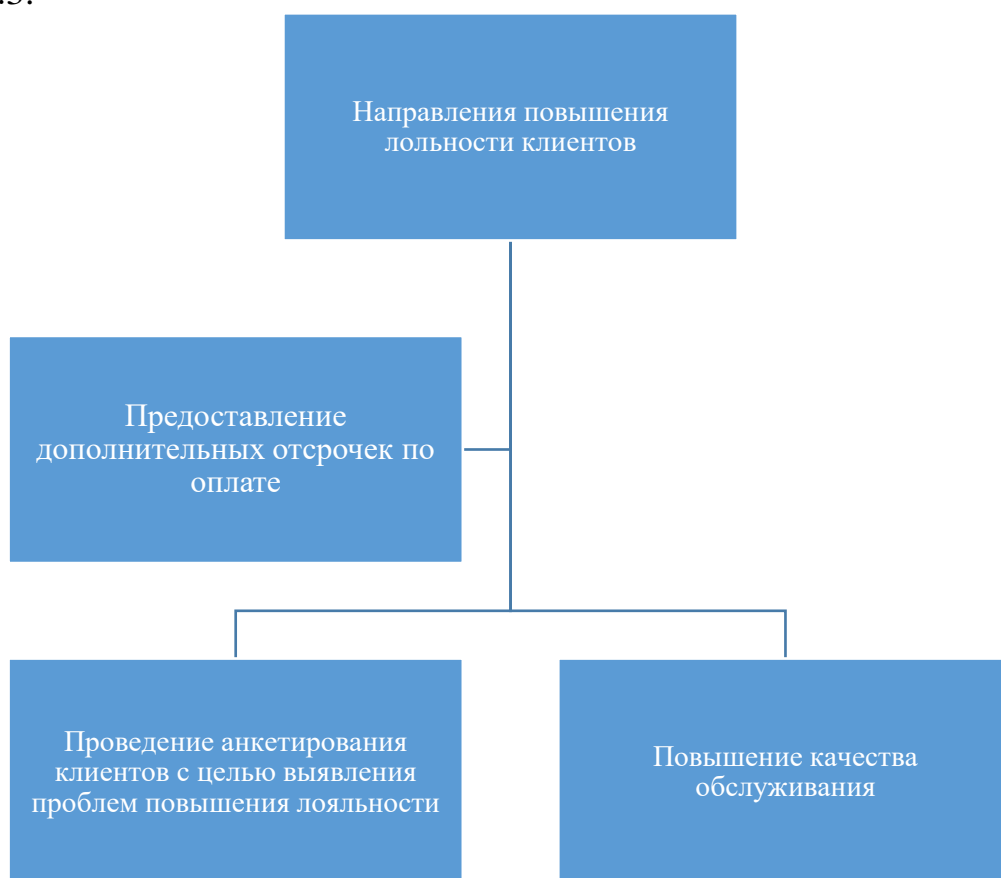 Направления повышения
лольности клиентов
Предоставление
дополнительных отсрочек по
оплате
Проведение анкетирования
клиентов с целью выявления
проблем повышения лояльности
Повышение качества
обслуживания